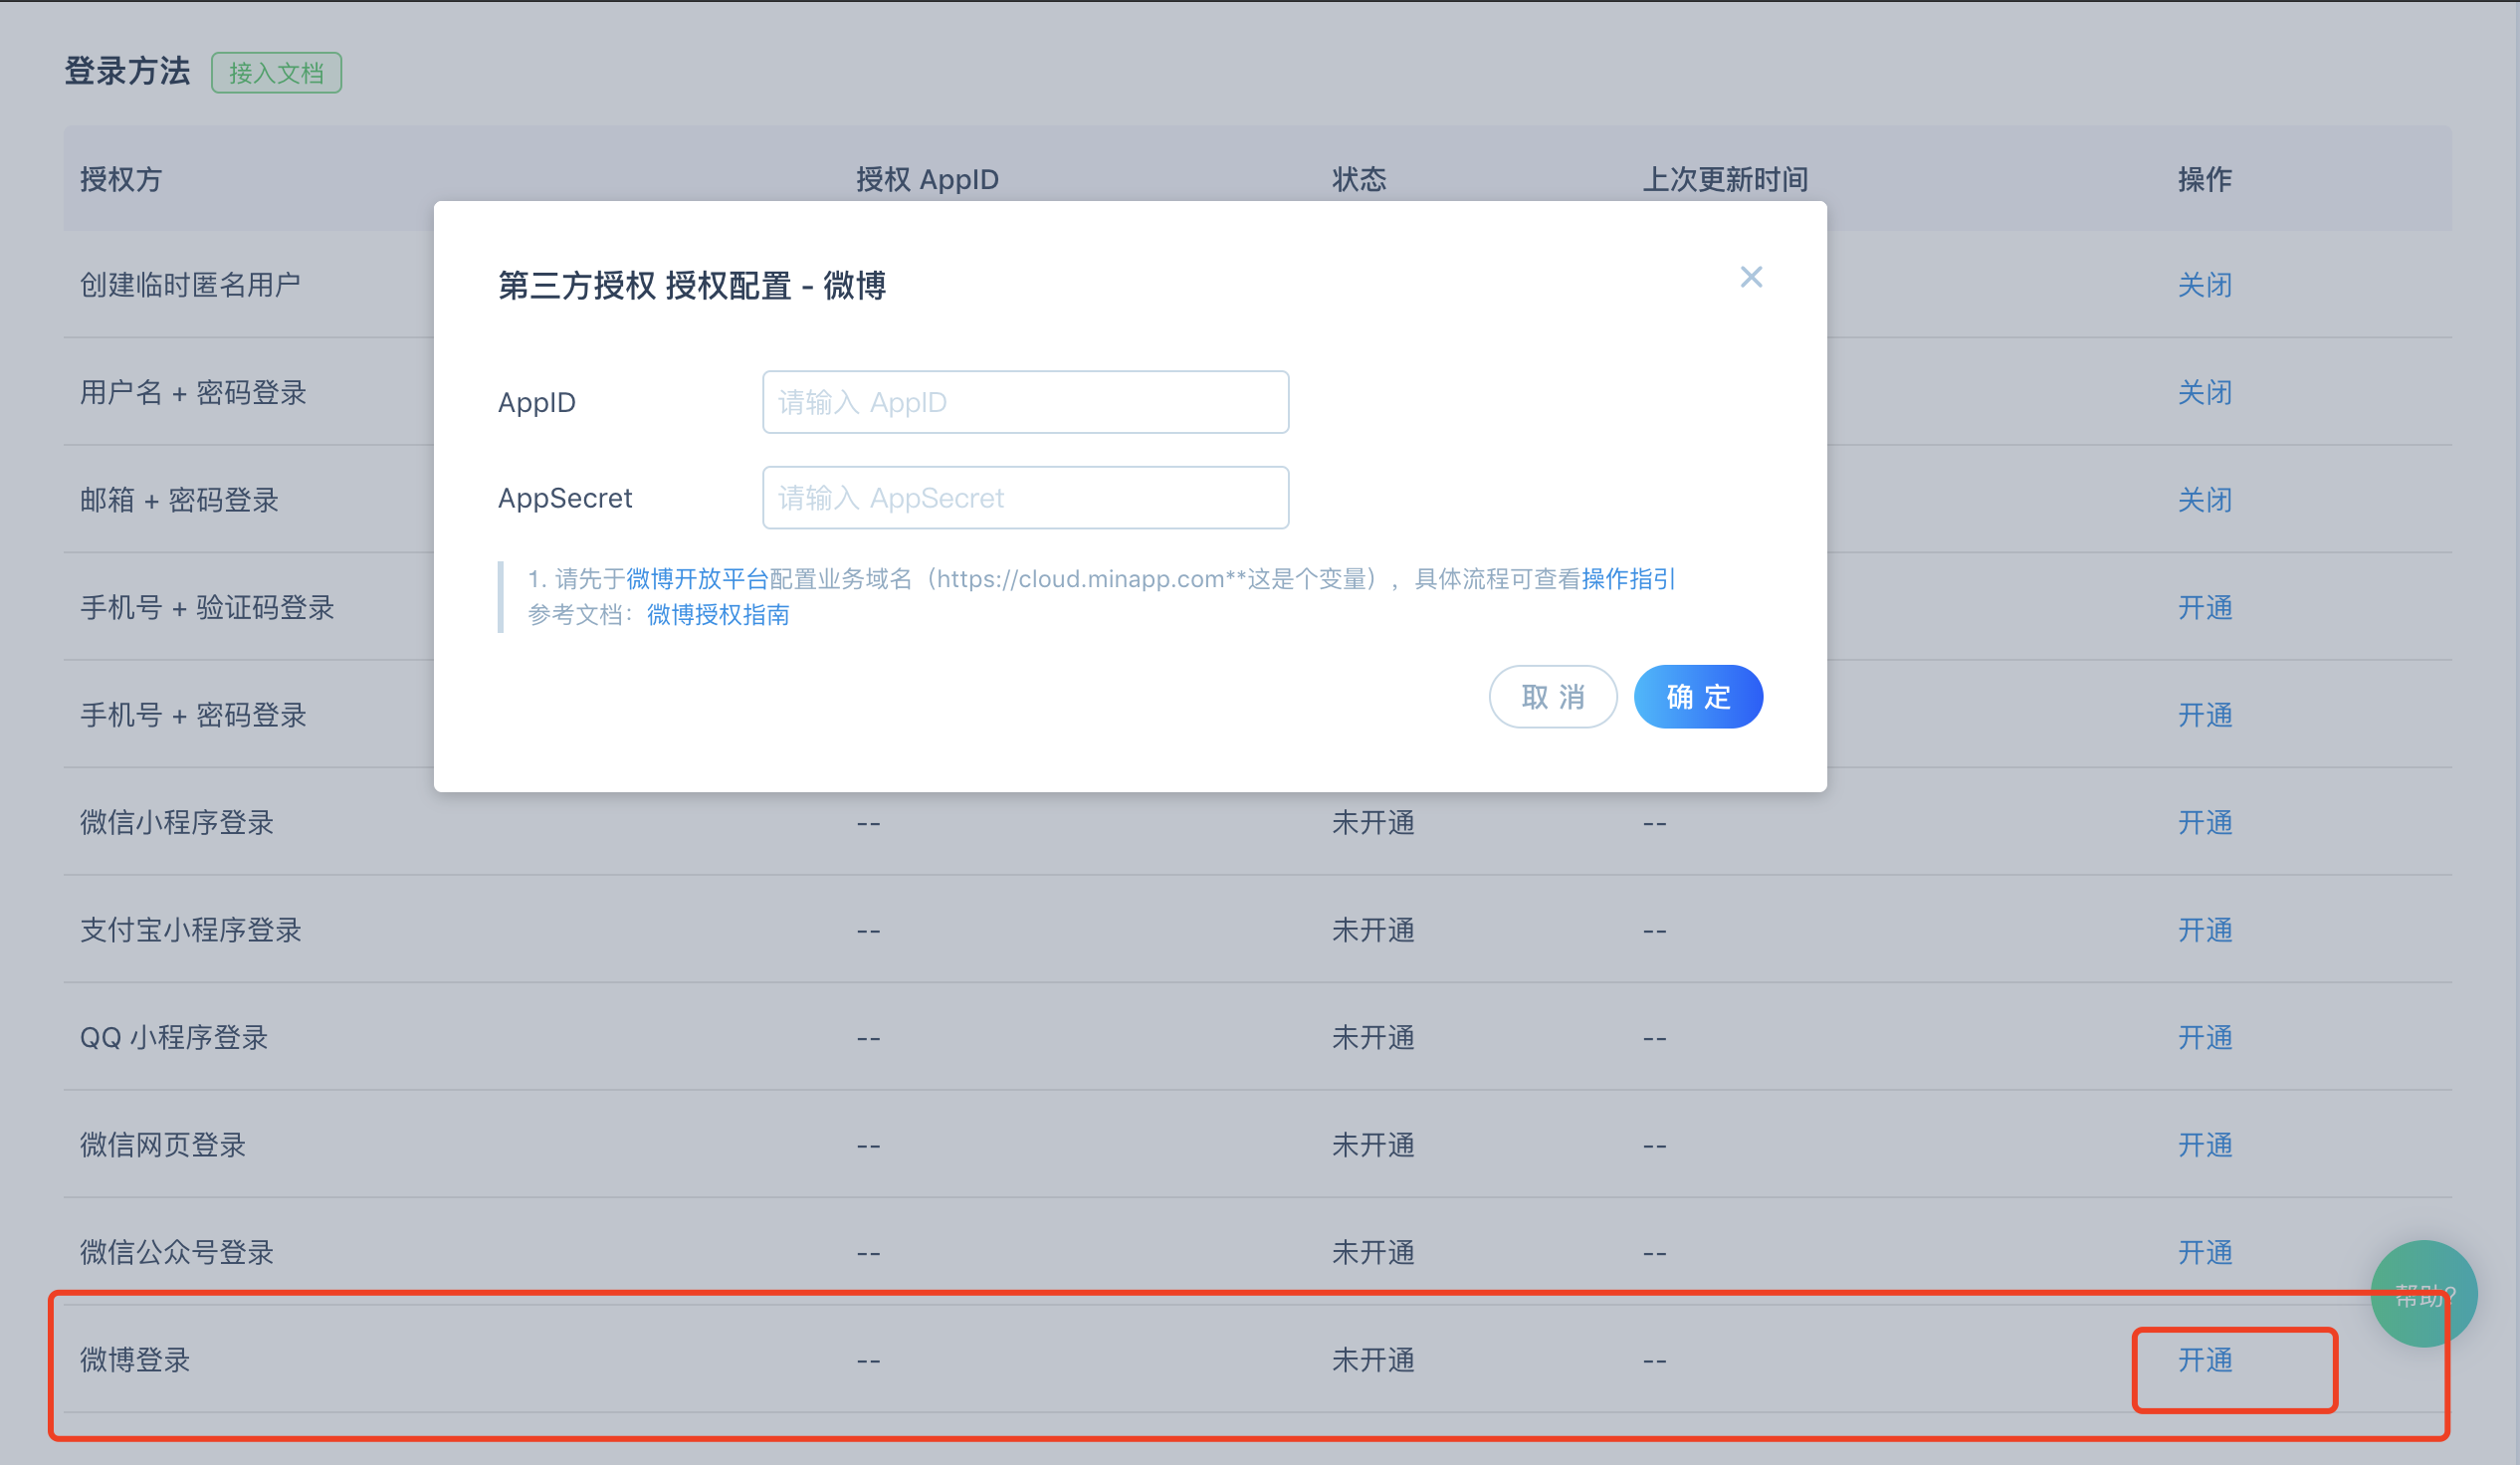 登录方法 接入文档
授权方 授权 AppID 状态 上次更新时间 操作
创建临时匿名用户 关闭
用户名 + 密码登录 关闭
邮箱 + 密码登录 关闭
手机号 + 验证码登录 开通
手机号 + 密码登录 开通
第三方授权 授权配置 - 微博
AppID 请输入 AppID
AppSecret 请输入 AppSecret
1. 请先于微博开放平台配置业务域名（https://cloud.minapp.com**这是个变量），具体流程可查看操作指引
参考文档：微博授权指南
取 消 确 定
微信小程序登录 -- 未开通 -- 开通
支付宝小程序登录 -- 未开通 -- 开通
QQ 小程序登录 -- 未开通 -- 开通
微信网页登录 -- 未开通 -- 开通
微信公众号登录 -- 未开通 -- 开通
帮助?
微博登录 -- 未开通 -- 开通